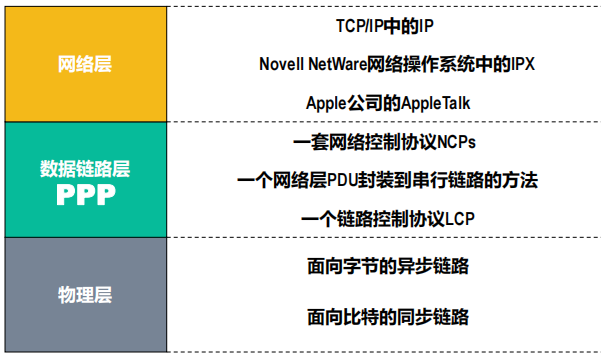 网络层
TCP/IP中的IP
Novell NetWare网络操作系统中的IPX
Apple公司的AppleTalk
数据链路层
PPP
一套网络控制协议NCPs
一个网络层PDU封装到串行链路的方法
一个链路控制协议LCP
物理层
面向字节的异步链路
面向比特的同步链路